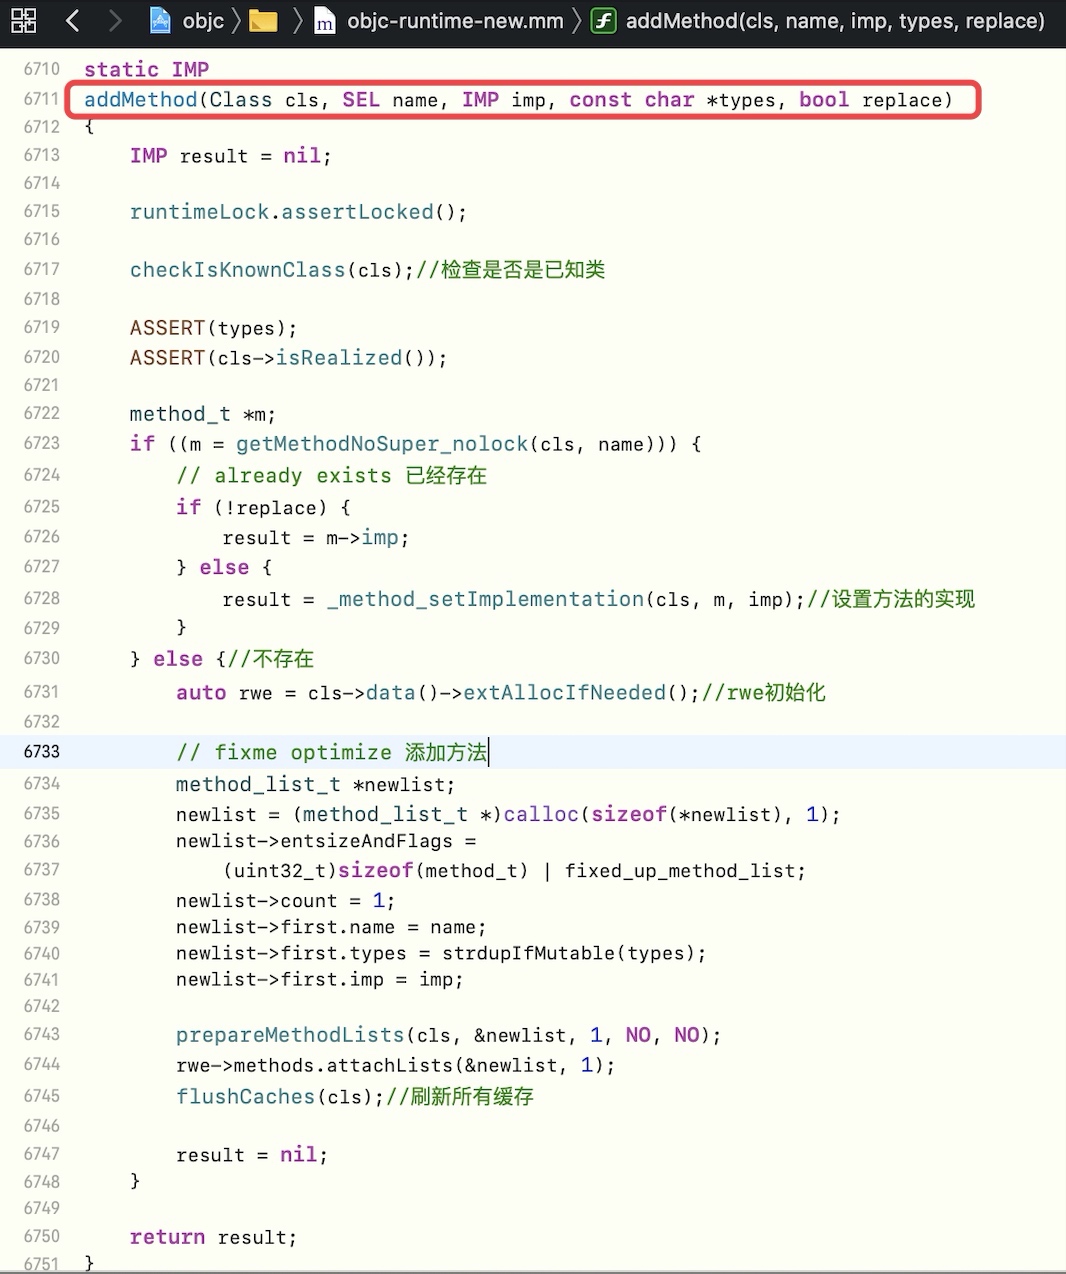 objc objc-runtime-new.mm addMethod(cls, name, imp, types, replace)
6710 static IMP
6711 addMethod(Class cls, SEL name, IMP imp, const char *types, bool replace)
6712 {
6713     IMP result = nil;
6714
6715     runtimeLock.assertLocked();
6716
6717     checkIsKnownClass(cls);//检查是否是已知类
6718
6719     ASSERT(types);
6720     ASSERT(cls->isRealized());
6721
6722     method_t *m;
6723     if ((m = getMethodNoSuper_nolock(cls, name))) {
6724         // already exists 已经存在
6725         if (!replace) {
6726             result = m->imp;
6727         } else {
6728             result = _method_setImplementation(cls, m, imp);//设置方法的实现
6729         }
6730     } else {//不存在
6731         auto rwe = cls->data()->extAllocIfNeeded();//rwe初始化
6732
6733         // fixme optimize 添加方法
6734         method_list_t *newlist;
6735         newlist = (method_list_t *)calloc(sizeof(*newlist), 1);
6736         newlist->entsizeAndFlags =
6737             (uint32_t)sizeof(method_t) | fixed_up_method_list;
6738         newlist->count = 1;
6739         newlist->first.name = name;
6740         newlist->first.types = strdupIfMutable(types);
6741         newlist->first.imp = imp;
6742
6743         prepareMethodLists(cls, &newlist, 1, NO, NO);
6744         rwe->methods.attachLists(&newlist, 1);
6745         flushCaches(cls);//刷新所有缓存
6746
6747         result = nil;
6748     }
6749
6750     return result;
6751 }